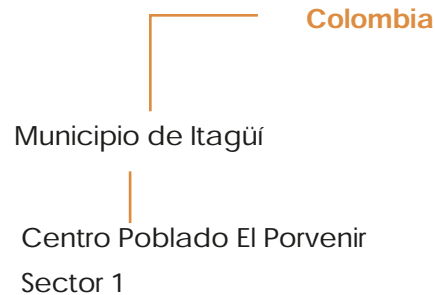 Colombia
Municipio de Itagüí
Centro Poblado El Porvenir
Sector 1